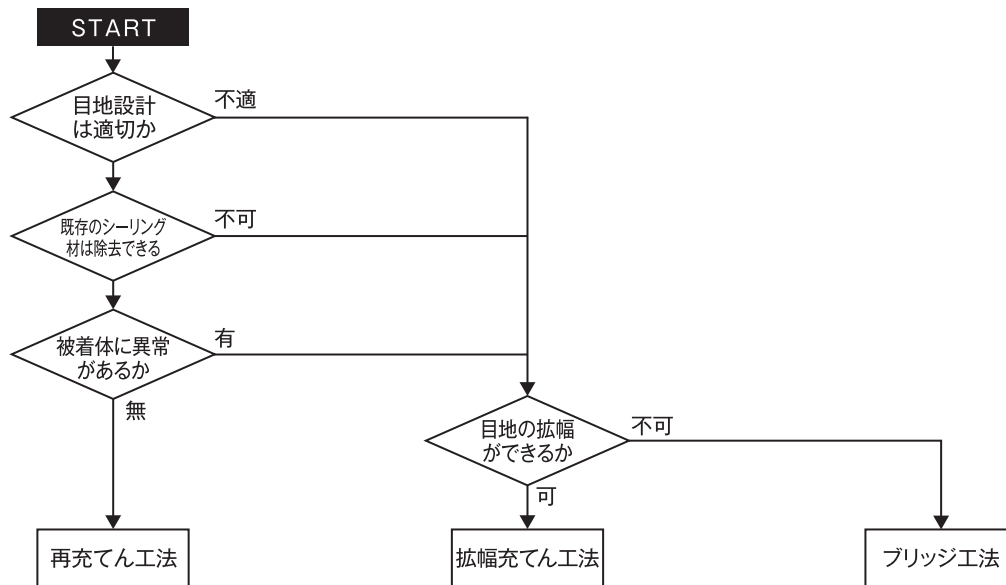 START
目地設計
は適切か
不適
既存のシーリング
材は除去できる
不可
被着体に異常
があるか
有
無
目地の拡幅
ができるか
不可
可
再充てん工法
拡幅充てん工法
ブリッジ工法